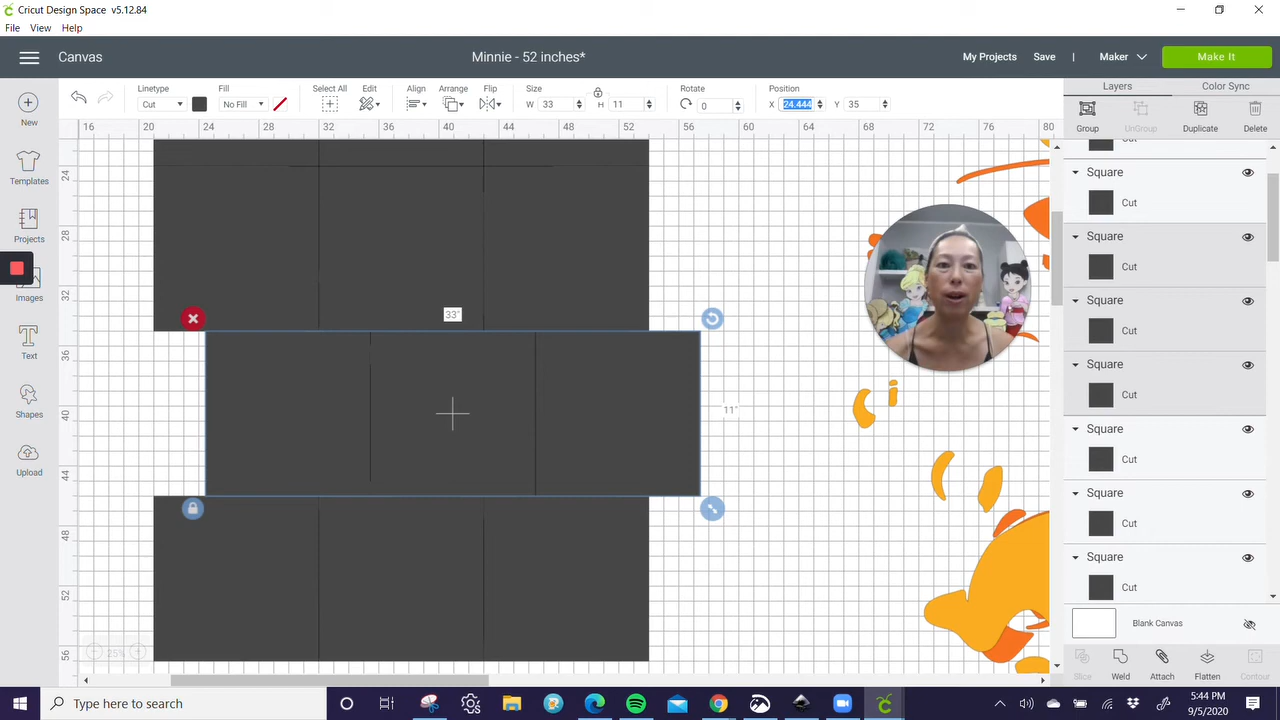 Cricut Design Space v5.12.84
File View Help
Canvas
Minnie - 52 inches*
My Projects Save | Maker Make It
Linetype Fill Select All Edit Align Arrange Flip Size Rotate Position
Cut No Fill W 33 H 11 0 X 24.444 Y 35
Layers Color Sync
Group UnGroup Duplicate Delete
New
Templates
Projects
Images
Text
Shapes
Upload
16 20 24 28 32 36 40 44 48 52 56 60 64 68 72 76 80
24
28
32
36
40
44
48
52
56
33"
11"
25%
Square
Cut
Square
Cut
Square
Cut
Square
Cut
Square
Cut
Square
Cut
Square
Cut
Blank Canvas
Slice Weld Attach Flatten Contour
Type here to search
5:44 PM
9/5/2020